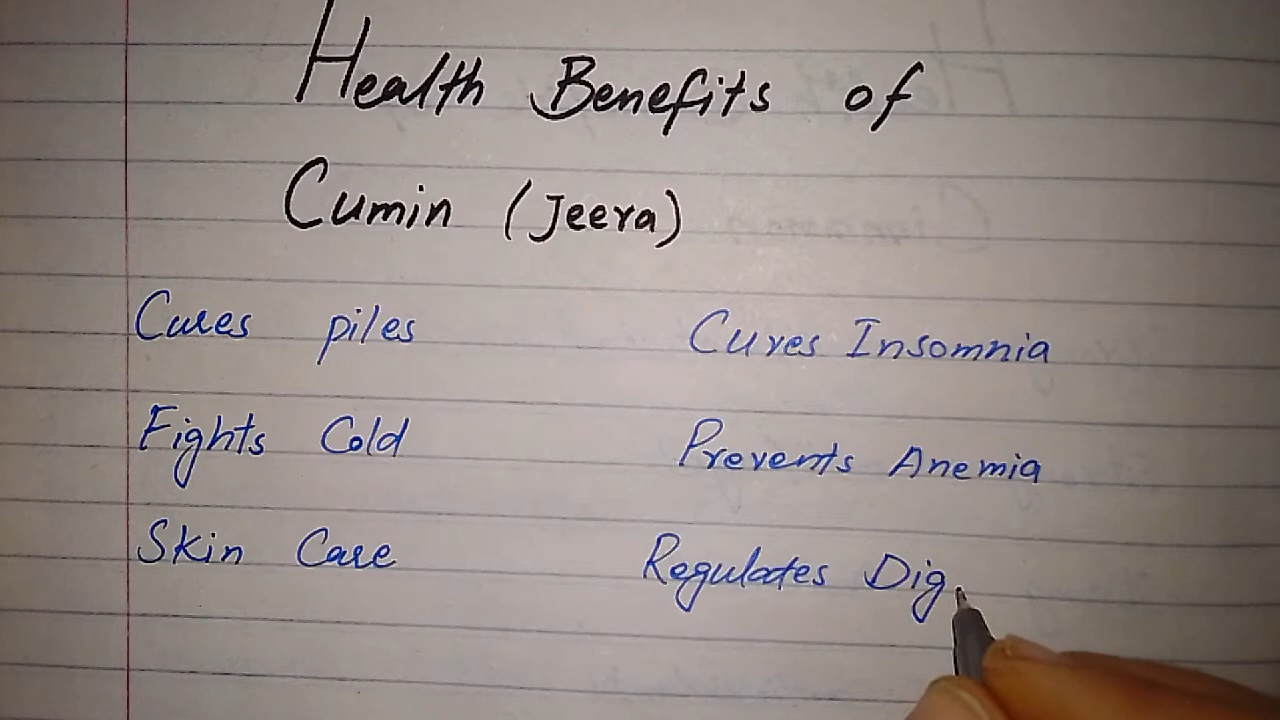 Health Benefits of
Cumin (Jeera)
Cures piles
Cures Insomnia
Fights Cold
Prevents Anemia
Skin Care
Regulates Dig